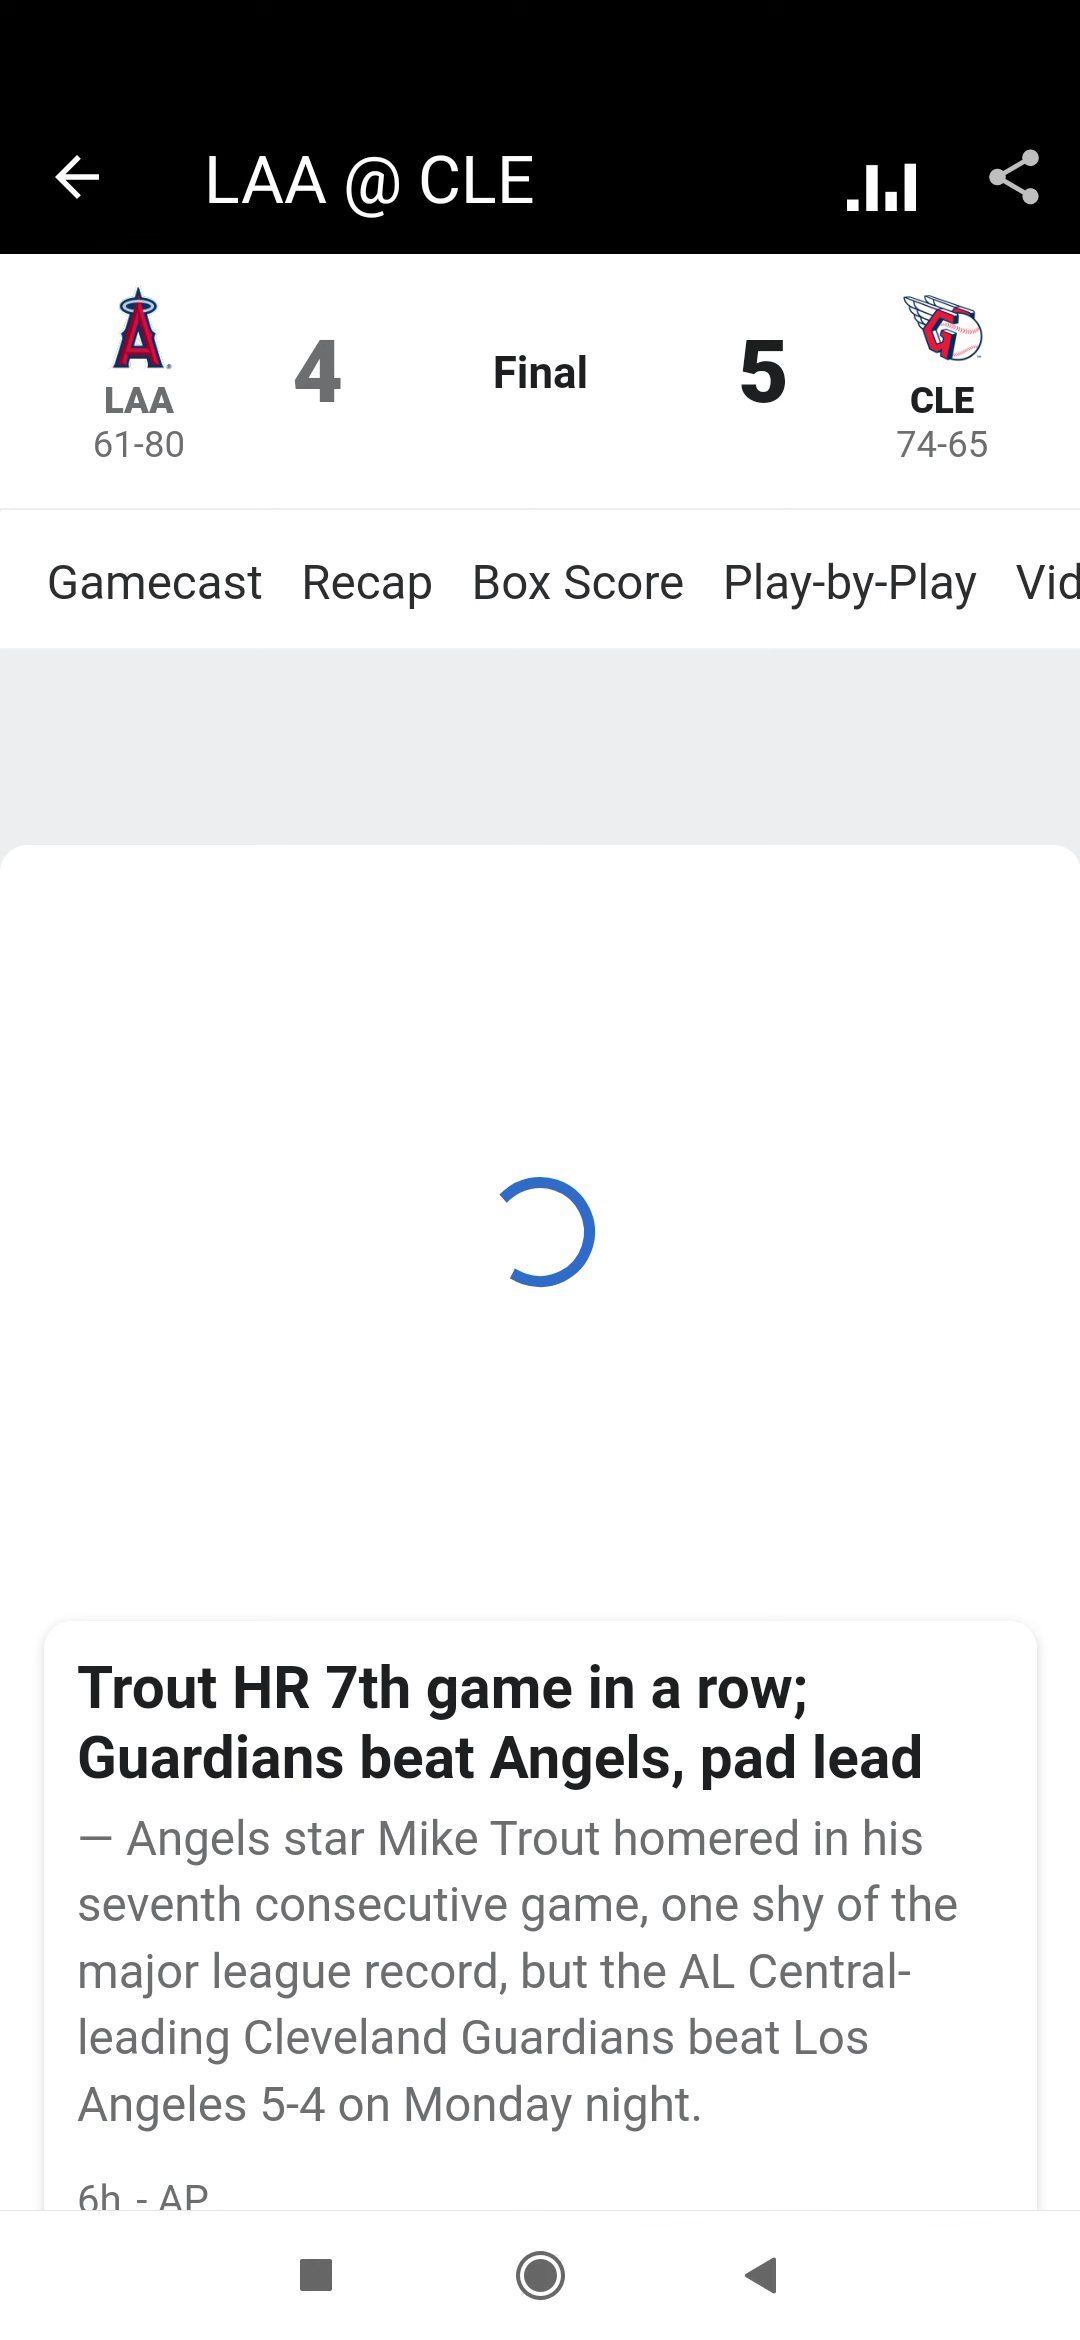 LAA @ CLE
4 Final 5
LAA CLE
61-80 74-65
Gamecast Recap Box Score Play-by-Play Vid
Trout HR 7th game in a row;
Guardians beat Angels, pad lead
— Angels star Mike Trout homered in his
seventh consecutive game, one shy of the
major league record, but the AL Central-
leading Cleveland Guardians beat Los
Angeles 5-4 on Monday night.
6h - AP